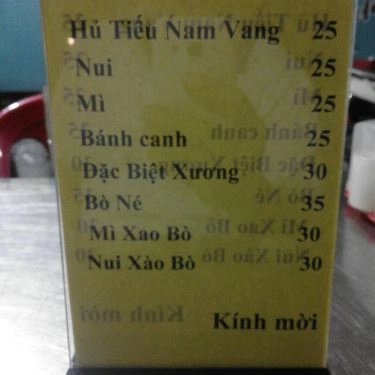 Hủ Tiếu Nam Vang 25
Nui 25
Mì 25
Bánh canh 25
Đặc Biệt Xương 30
Bò Né 35
Mì Xao Bò 30
Nui Xào Bò 30
Kính mời